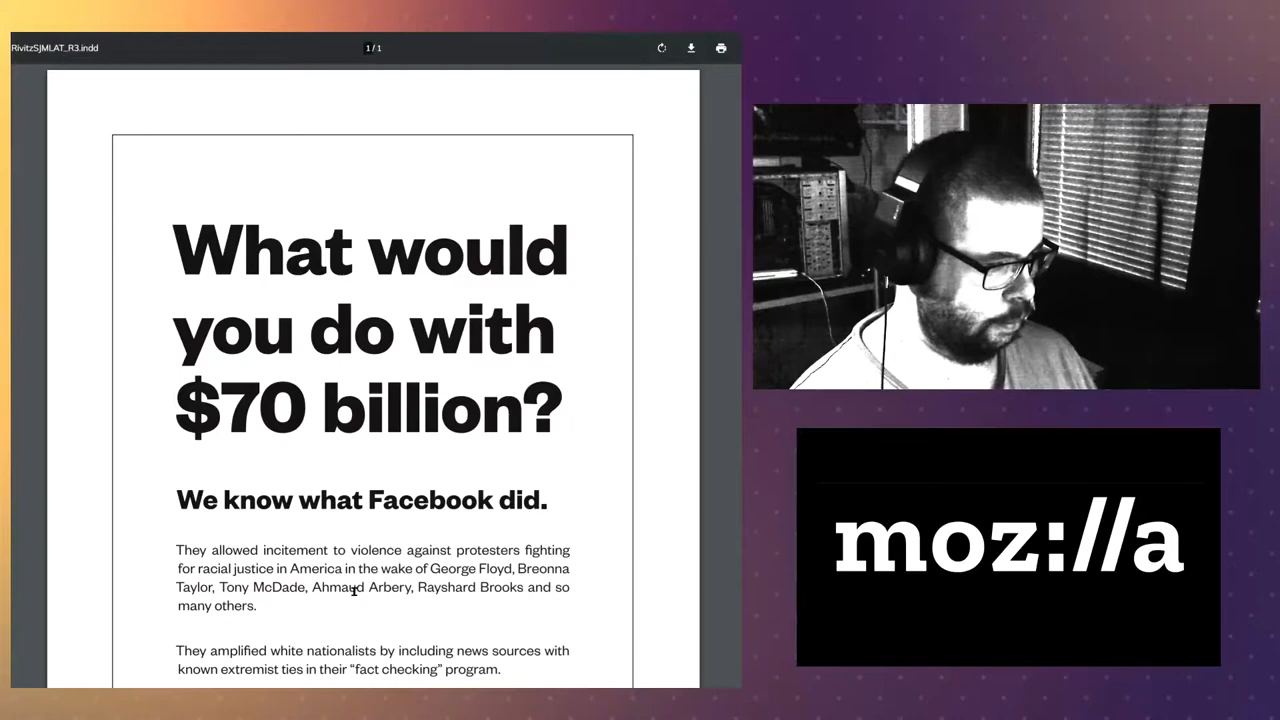 RivitzSJMLAT_R3.indd
1 / 1
What would
you do with
$70 billion?
We know what Facebook did.
They allowed incitement to violence against protesters fighting
for racial justice in America in the wake of George Floyd, Breonna
Taylor, Tony McDade, Ahmaud Arbery, Rayshard Brooks and so
many others.
They amplified white nationalists by including news sources with
known extremist ties in their “fact checking” program.
moz://a